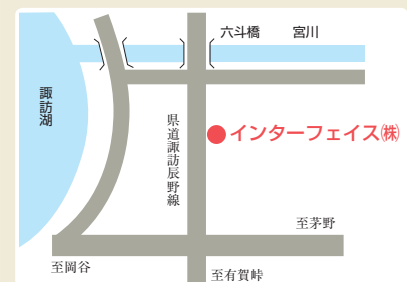 六斗橋
宮川
諏訪湖
県道諏訪辰野線
インターフェイス㈱
至茅野
至岡谷
至有賀峠